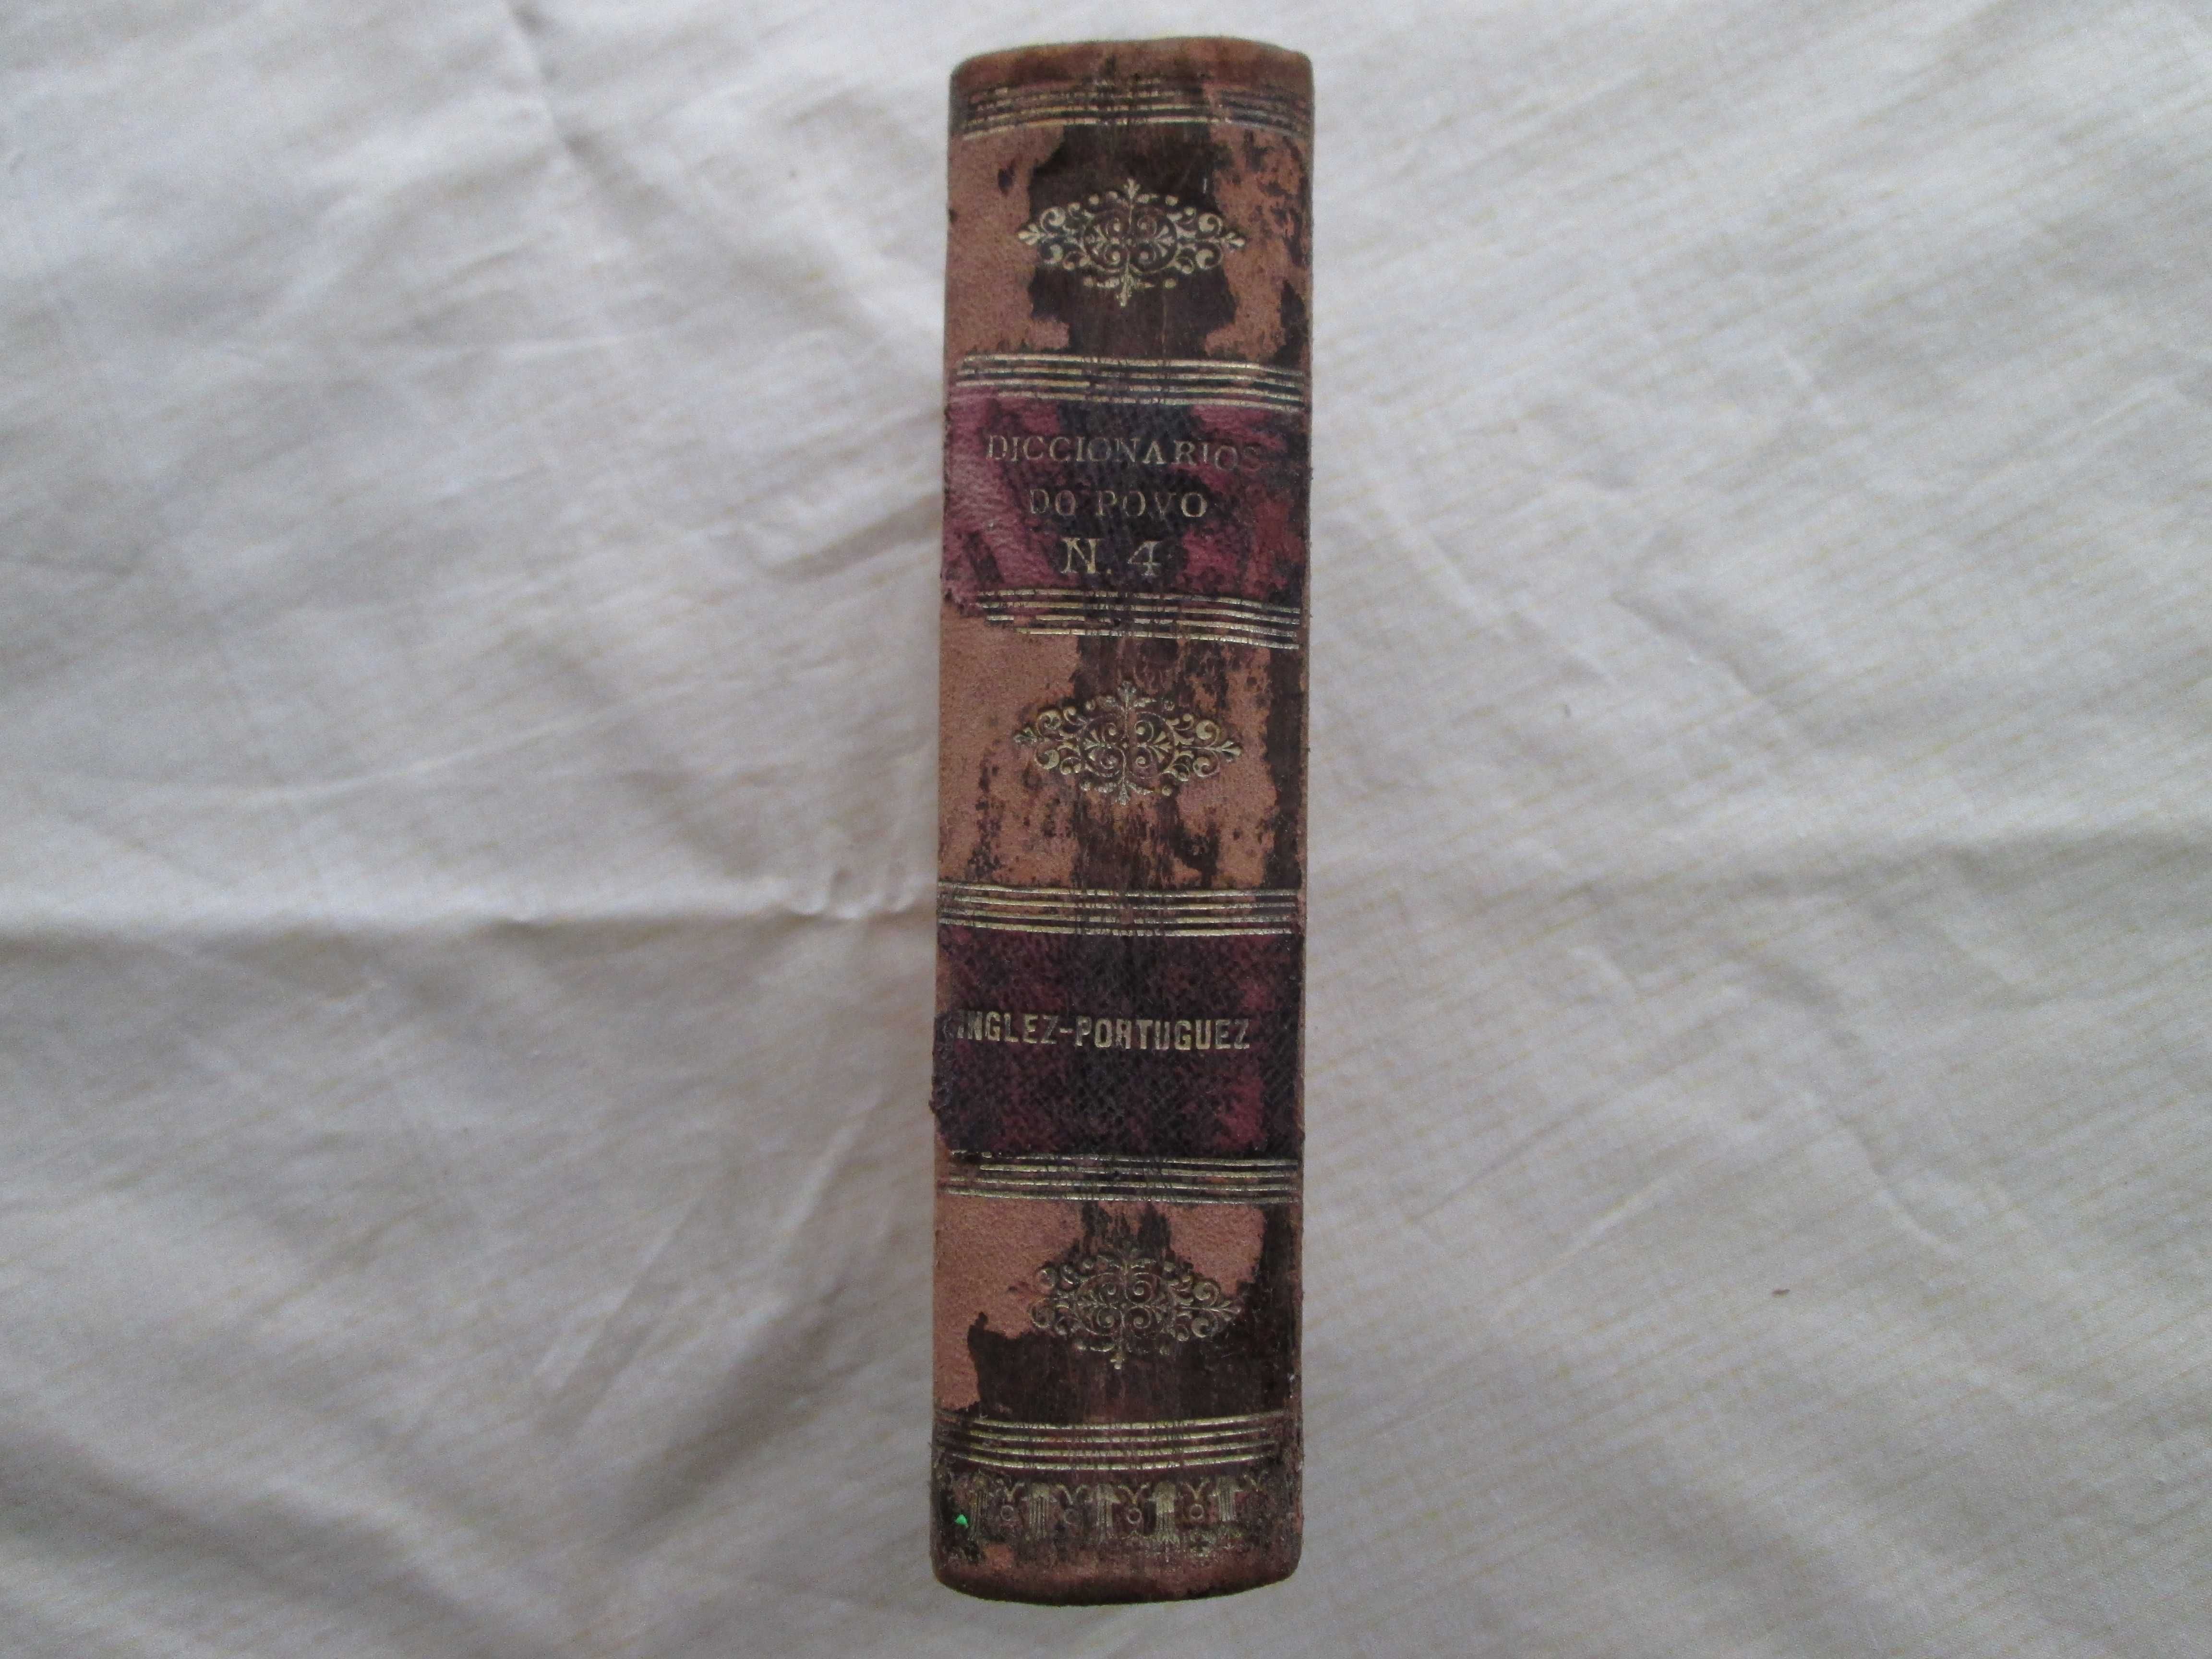 DICCIONARIOS
DO POVO
N. 4
INGLEZ-PORTUGUEZ